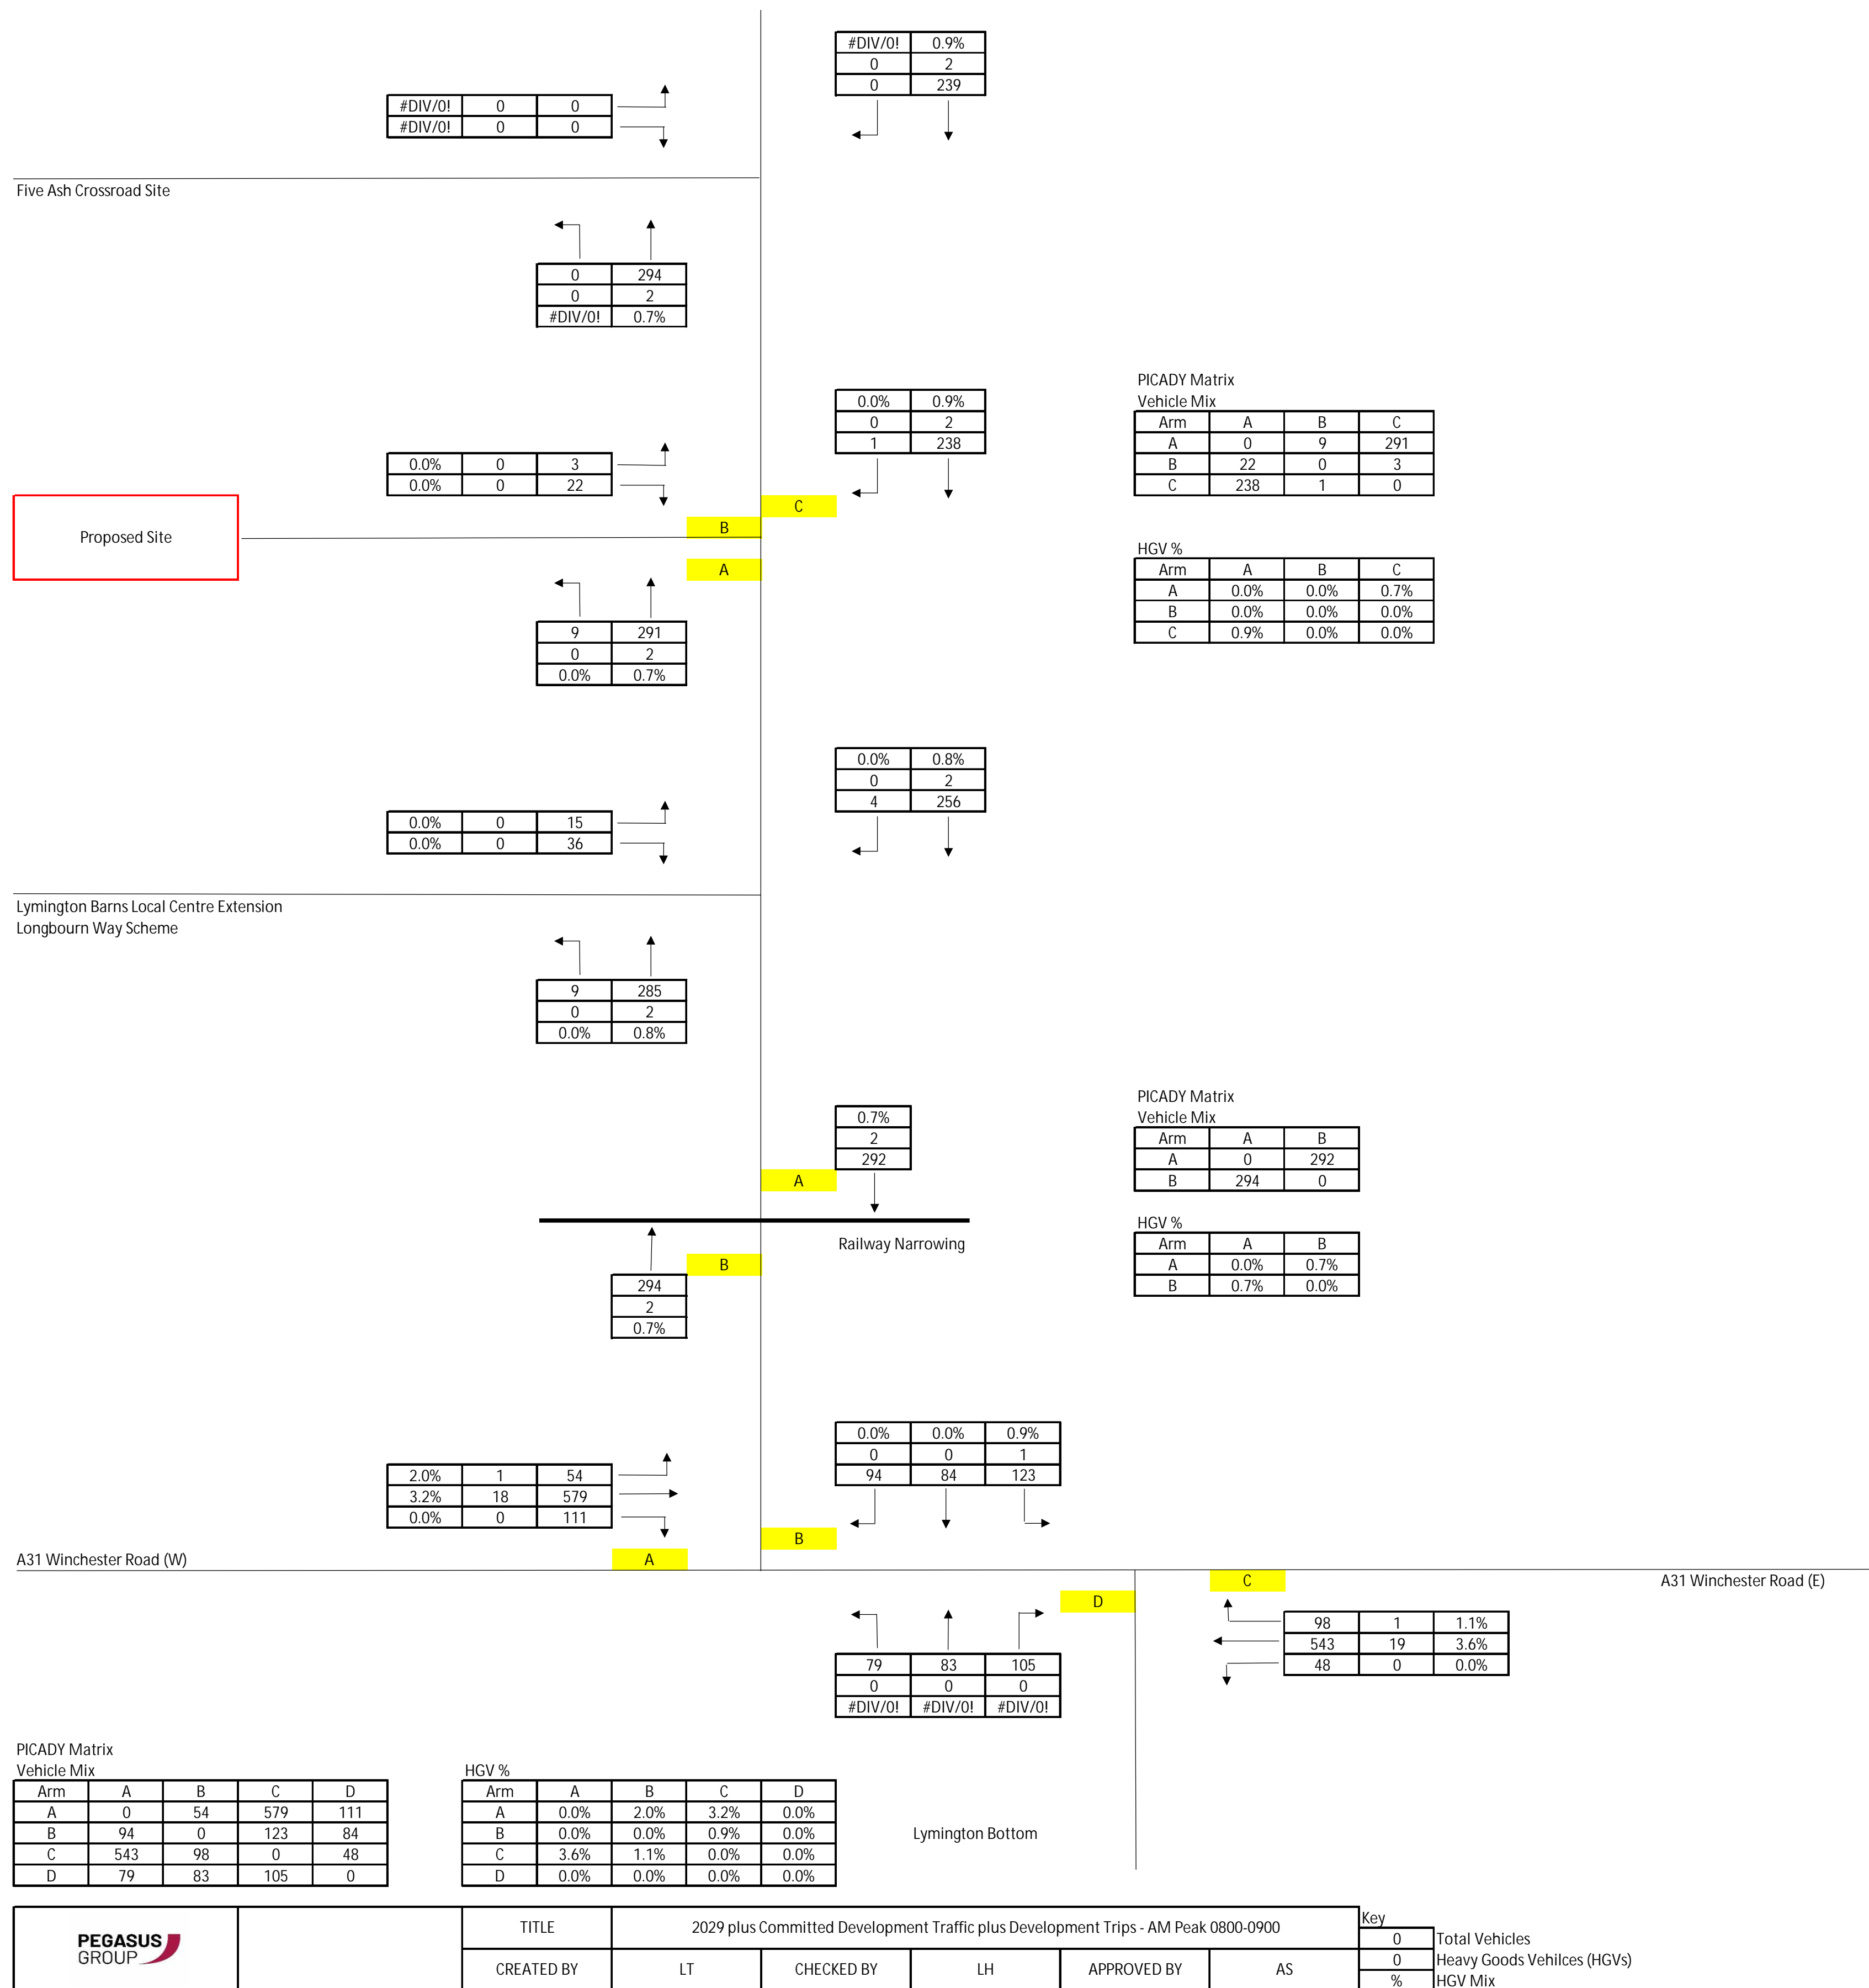 #DIV/0! 0.9%
0 2
0 239
#DIV/0! 0 0
#DIV/0! 0 0
Five Ash Crossroad Site
0 294
0 2
#DIV/0! 0.7%
PICADY Matrix
Vehicle Mix
Arm A B C
A 0 9 291
B 22 0 3
C 238 1 0
0.0% 0.9%
0 2
1 238
0.0% 0 3
0.0% 0 22
C
B
Proposed Site
A
HGV %
Arm A B C
A 0.0% 0.0% 0.7%
B 0.0% 0.0% 0.0%
C 0.9% 0.0% 0.0%
9 291
0 2
0.0% 0.7%
0.0% 0.8%
0 2
4 256
0.0% 0 15
0.0% 0 36
Lymington Barns Local Centre Extension
Longbourn Way Scheme
9 285
0 2
0.0% 0.8%
PICADY Matrix
Vehicle Mix
Arm A B
A 0 292
B 294 0
0.7%
2
292
A
Railway Narrowing
B
HGV %
Arm A B
A 0.0% 0.7%
B 0.7% 0.0%
294
2
0.7%
0.0% 0.0% 0.9%
0 0 1
94 84 123
2.0% 1 54
3.2% 18 579
0.0% 0 111
B
A31 Winchester Road (W)
A
C
A31 Winchester Road (E)
D
98 1 1.1%
543 19 3.6%
48 0 0.0%
79 83 105
0 0 0
#DIV/0! #DIV/0! #DIV/0!
PICADY Matrix
Vehicle Mix
Arm A B C D
A 0 54 579 111
B 94 0 123 84
C 543 98 0 48
D 79 83 105 0
HGV %
Arm A B C D
A 0.0% 2.0% 3.2% 0.0%
B 0.0% 0.0% 0.9% 0.0%
C 3.6% 1.1% 0.0% 0.0%
D 0.0% 0.0% 0.0% 0.0%
Lymington Bottom
PEGASUS
GROUP
TITLE 2029 plus Committed Development Traffic plus Development Trips - AM Peak 0800-0900
CREATED BY LT CHECKED BY LH APPROVED BY AS
Key
0 Total Vehicles
0 Heavy Goods Vehilces (HGVs)
% HGV Mix